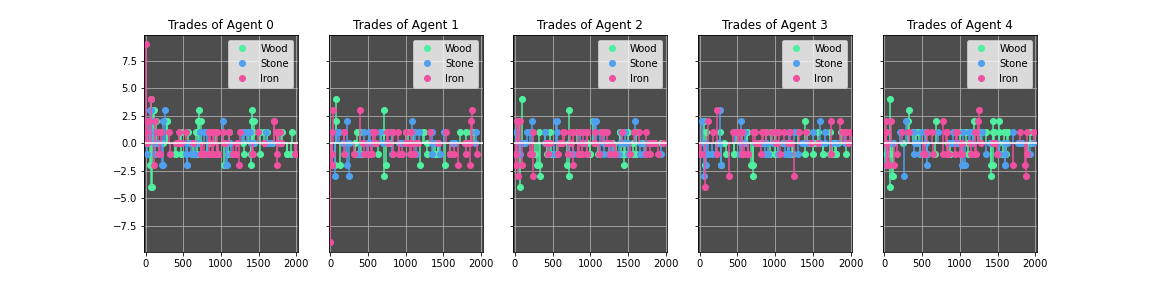 Trades of Agent 0 Trades of Agent 1 Trades of Agent 2 Trades of Agent 3 Trades of Agent 4
Wood Wood Wood Wood Wood
Stone Stone Stone Stone Stone
Iron Iron Iron Iron Iron
7.5
5.0
2.5
0.0
−2.5
−5.0
−7.5
0 500 1000 1500 2000 0 500 1000 1500 2000 0 500 1000 1500 2000 0 500 1000 1500 2000 0 500 1000 1500 2000